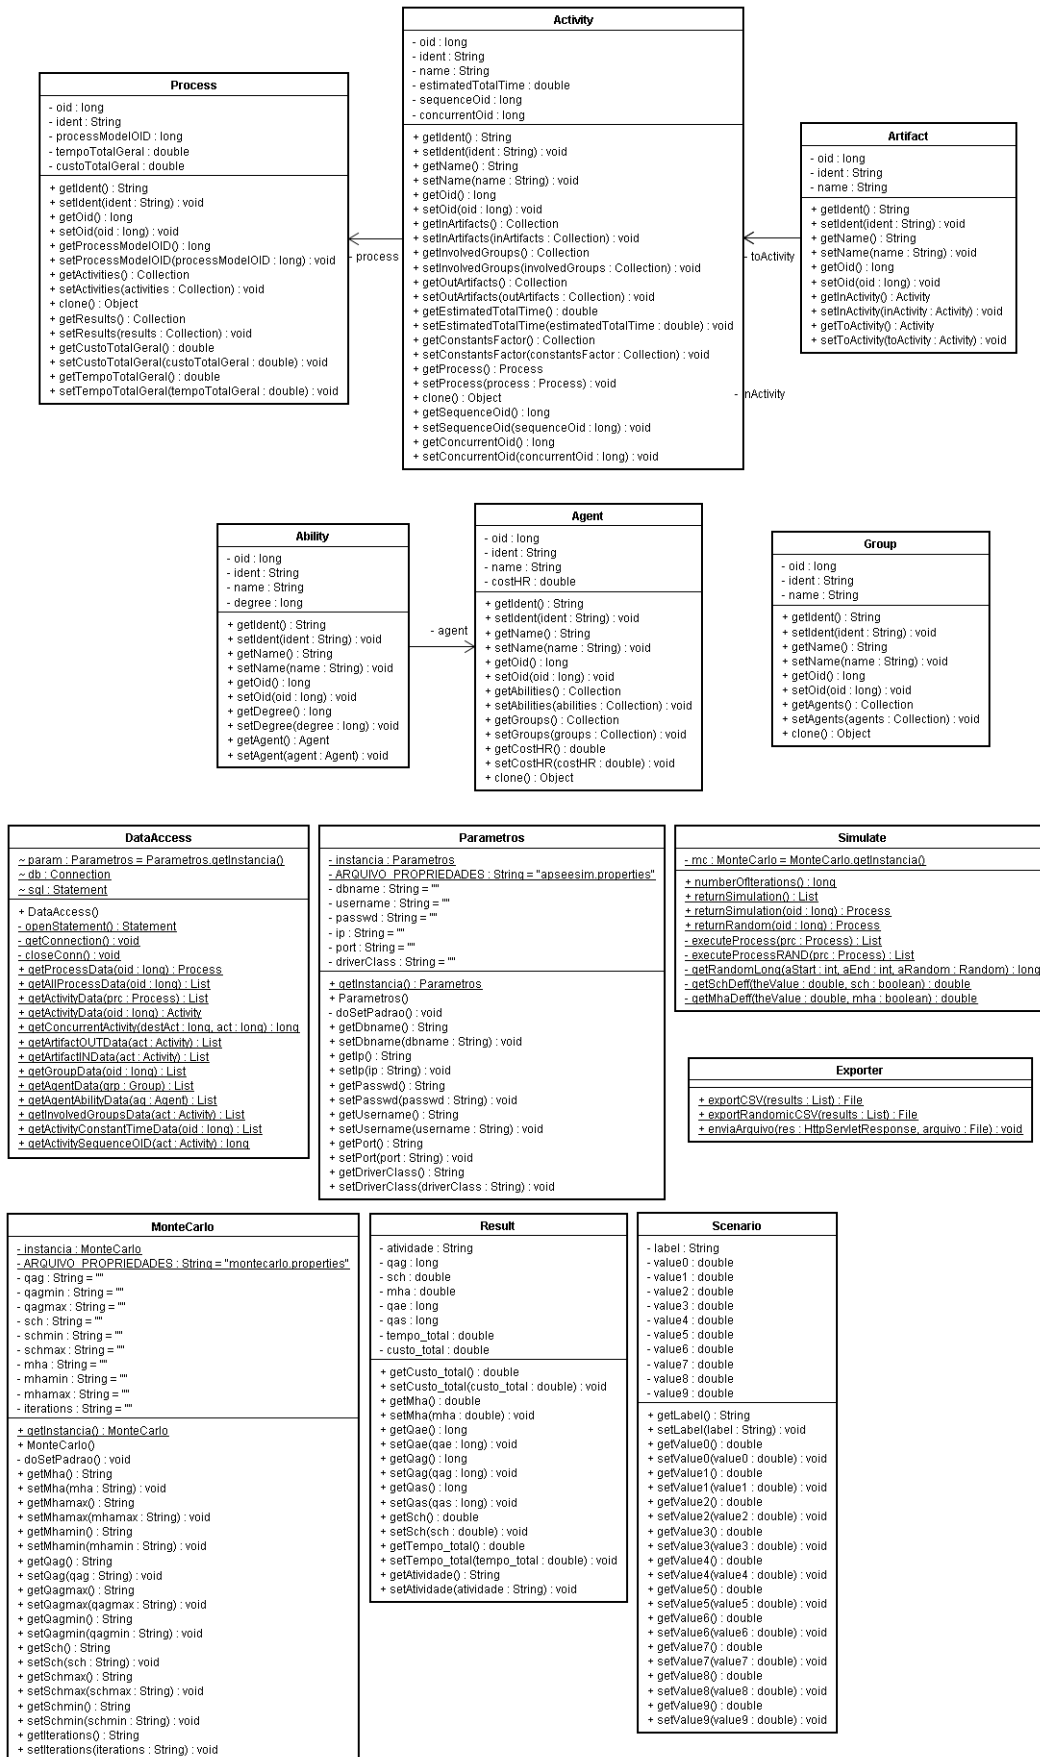 Activity
- oid : long
- ident : String
- name : String
- estimatedTotalTime : double
- sequenceOid : long
- concurrentOid : long
+ getIdent() : String
+ setIdent(ident : String) : void
+ getName() : String
+ setName(name : String) : void
+ getOid() : long
+ setOid(oid : long) : void
+ getInArtifacts() : Collection
+ setInArtifacts(inArtifacts : Collection) : void
+ getInvolvedGroups() : Collection
+ setInvolvedGroups(involvedGroups : Collection) : void
+ getOutArtifacts() : Collection
+ setOutArtifacts(outArtifacts : Collection) : void
+ getEstimatedTotalTime() : double
+ setEstimatedTotalTime(estimatedTotalTime : double) : void
+ getConstantsFactor() : Collection
+ setConstantsFactor(constantsFactor : Collection) : void
+ getProcess() : Process
+ setProcess(process : Process) : void
+ clone() : Object
+ getSequenceOid() : long
+ setSequenceOid(sequenceOid : long) : void
+ getConcurrentOid() : long
+ setConcurrentOid(concurrentOid : long) : void
Process
- oid : long
- ident : String
- processModelOID : long
- tempoTotalGeral : double
- custoTotalGeral : double
+ getIdent() : String
+ setIdent(ident : String) : void
+ getOid() : long
+ setOid(oid : long) : void
+ getProcessModelOID() : long
+ setProcessModelOID(processModelOID : long) : void
+ getActivities() : Collection
+ setActivities(activities : Collection) : void
+ clone() : Object
+ getResults() : Collection
+ setResults(results : Collection) : void
+ getCustoTotalGeral() : double
+ setCustoTotalGeral(custoTotalGeral : double) : void
+ getTempoTotalGeral() : double
+ setTempoTotalGeral(tempoTotalGeral : double) : void
- process
Artifact
- oid : long
- ident : String
- name : String
+ getIdent() : String
+ setIdent(ident : String) : void
+ getName() : String
+ setName(name : String) : void
+ getOid() : long
+ setOid(oid : long) : void
+ getInActivity() : Activity
+ setInActivity(inActivity : Activity) : void
+ getToActivity() : Activity
+ setToActivity(toActivity : Activity) : void
- toActivity
- inActivity
Ability
- oid : long
- ident : String
- name : String
- degree : long
+ getIdent() : String
+ setIdent(ident : String) : void
+ getName() : String
+ setName(name : String) : void
+ getOid() : long
+ setOid(oid : long) : void
+ getDegree() : long
+ setDegree(degree : long) : void
+ getAgent() : Agent
+ setAgent(agent : Agent) : void
- agent
Agent
- oid : long
- ident : String
- name : String
- costHR : double
+ getIdent() : String
+ setIdent(ident : String) : void
+ getName() : String
+ setName(name : String) : void
+ getOid() : long
+ setOid(oid : long) : void
+ getAbilities() : Collection
+ setAbilities(abilities : Collection) : void
+ getGroups() : Collection
+ setGroups(groups : Collection) : void
+ getCostHR() : double
+ setCostHR(costHR : double) : void
+ clone() : Object
Group
- oid : long
- ident : String
- name : String
+ getIdent() : String
+ setIdent(ident : String) : void
+ getName() : String
+ setName(name : String) : void
+ getOid() : long
+ setOid(oid : long) : void
+ getAgents() : Collection
+ setAgents(agents : Collection) : void
+ clone() : Object
DataAccess
~ param : Parametros = Parametros.getInstancia()
~ db : Connection
~ sql : Statement
+ DataAccess()
- openStatement() : Statement
- getConnection() : void
- closeConn() : void
+ getProcessData(oid : long) : Process
+ getAllProcessData(oid : long) : List
+ getActivityData(prc : Process) : List
+ getActivityData(oid : long) : Activity
+ getConcurrentActivity(destAct : long, act : long) : long
+ getArtifactOUTData(act : Activity) : List
+ getArtifactINData(act : Activity) : List
+ getGroupData(oid : long) : List
+ getAgentData(grp : Group) : List
+ getAgentAbilityData(ag : Agent) : List
+ getInvolvedGroupsData(act : Activity) : List
+ getActivityConstantTimeData(oid : long) : List
+ getActivitySequenceOID(act : Activity) : long
Parametros
- instancia : Parametros
- ARQUIVO_PROPRIEDADES : String = "apseesim.properties"
- dbname : String = ""
- username : String = ""
- passwd : String = ""
- ip : String = ""
- port : String = ""
- driverClass : String = ""
+ getInstancia() : Parametros
+ Parametros()
- doSetPadrao() : void
+ getDbname() : String
+ setDbname(dbname : String) : void
+ getIp() : String
+ setIp(ip : String) : void
+ getPasswd() : String
+ setPasswd(passwd : String) : void
+ getUsername() : String
+ setUsername(username : String) : void
+ getPort() : String
+ setPort(port : String) : void
+ getDriverClass() : String
+ setDriverClass(driverClass : String) : void
Simulate
- mc : MonteCarlo = MonteCarlo.getInstancia()
+ numberOfIterations() : long
+ returnSimulation() : List
+ returnSimulation(oid : long) : Process
+ returnRandom(oid : long) : Process
- executeProcess(prc : Process) : List
- executeProcessRAND(prc : Process) : List
- getRandomLong(aStart : int, aEnd : int, aRandom : Random) : long
- getSchDeff(theValue : double, sch : boolean) : double
- getMhaDeff(theValue : double, mha : boolean) : double
Exporter
+ exportCSV(results : List) : File
+ exportRandomicCSV(results : List) : File
+ enviaArquivo(res : HttpServletResponse, arquivo : File) : void
MonteCarlo
- instancia : MonteCarlo
- ARQUIVO_PROPRIEDADES : String = "montecarlo.properties"
- qag : String = ""
- qagmin : String = ""
- qagmax : String = ""
- sch : String = ""
- schmin : String = ""
- schmax : String = ""
- mha : String = ""
- mhamin : String = ""
- mhamax : String = ""
- iterations : String = ""
+ getInstancia() : MonteCarlo
+ MonteCarlo()
- doSetPadrao() : void
+ getMha() : String
+ setMha(mha : String) : void
+ getMhamax() : String
+ setMhamax(mhamax : String) : void
+ getMhamin() : String
+ setMhamin(mhamin : String) : void
+ getQag() : String
+ setQag(qag : String) : void
+ getQagmax() : String
+ setQagmax(qagmax : String) : void
+ getQagmin() : String
+ setQagmin(qagmin : String) : void
+ getSch() : String
+ setSch(sch : String) : void
+ getSchmax() : String
+ setSchmax(schmax : String) : void
+ getSchmin() : String
+ setSchmin(schmin : String) : void
+ getIterations() : String
+ setIterations(iterations : String) : void
Result
- atividade : String
- qag : long
- sch : double
- mha : double
- qae : long
- qas : long
- tempo_total : double
- custo_total : double
+ getCusto_total() : double
+ setCusto_total(custo_total : double) : void
+ getMha() : double
+ setMha(mha : double) : void
+ getQae() : long
+ setQae(qae : long) : void
+ getQag() : long
+ setQag(qag : long) : void
+ getQas() : long
+ setQas(qas : long) : void
+ getSch() : double
+ setSch(sch : double) : void
+ getTempo_total() : double
+ setTempo_total(tempo_total : double) : void
+ getAtividade() : String
+ setAtividade(atividade : String) : void
Scenario
- label : String
- value0 : double
- value1 : double
- value2 : double
- value3 : double
- value4 : double
- value5 : double
- value6 : double
- value7 : double
- value8 : double
- value9 : double
+ getLabel() : String
+ setLabel(label : String) : void
+ getValue0() : double
+ setValue0(value0 : double) : void
+ getValue1() : double
+ setValue1(value1 : double) : void
+ getValue2() : double
+ setValue2(value2 : double) : void
+ getValue3() : double
+ setValue3(value3 : double) : void
+ getValue4() : double
+ setValue4(value4 : double) : void
+ getValue5() : double
+ setValue5(value5 : double) : void
+ getValue6() : double
+ setValue6(value6 : double) : void
+ getValue7() : double
+ setValue7(value7 : double) : void
+ getValue8() : double
+ setValue8(value8 : double) : void
+ getValue9() : double
+ setValue9(value9 : double) : void